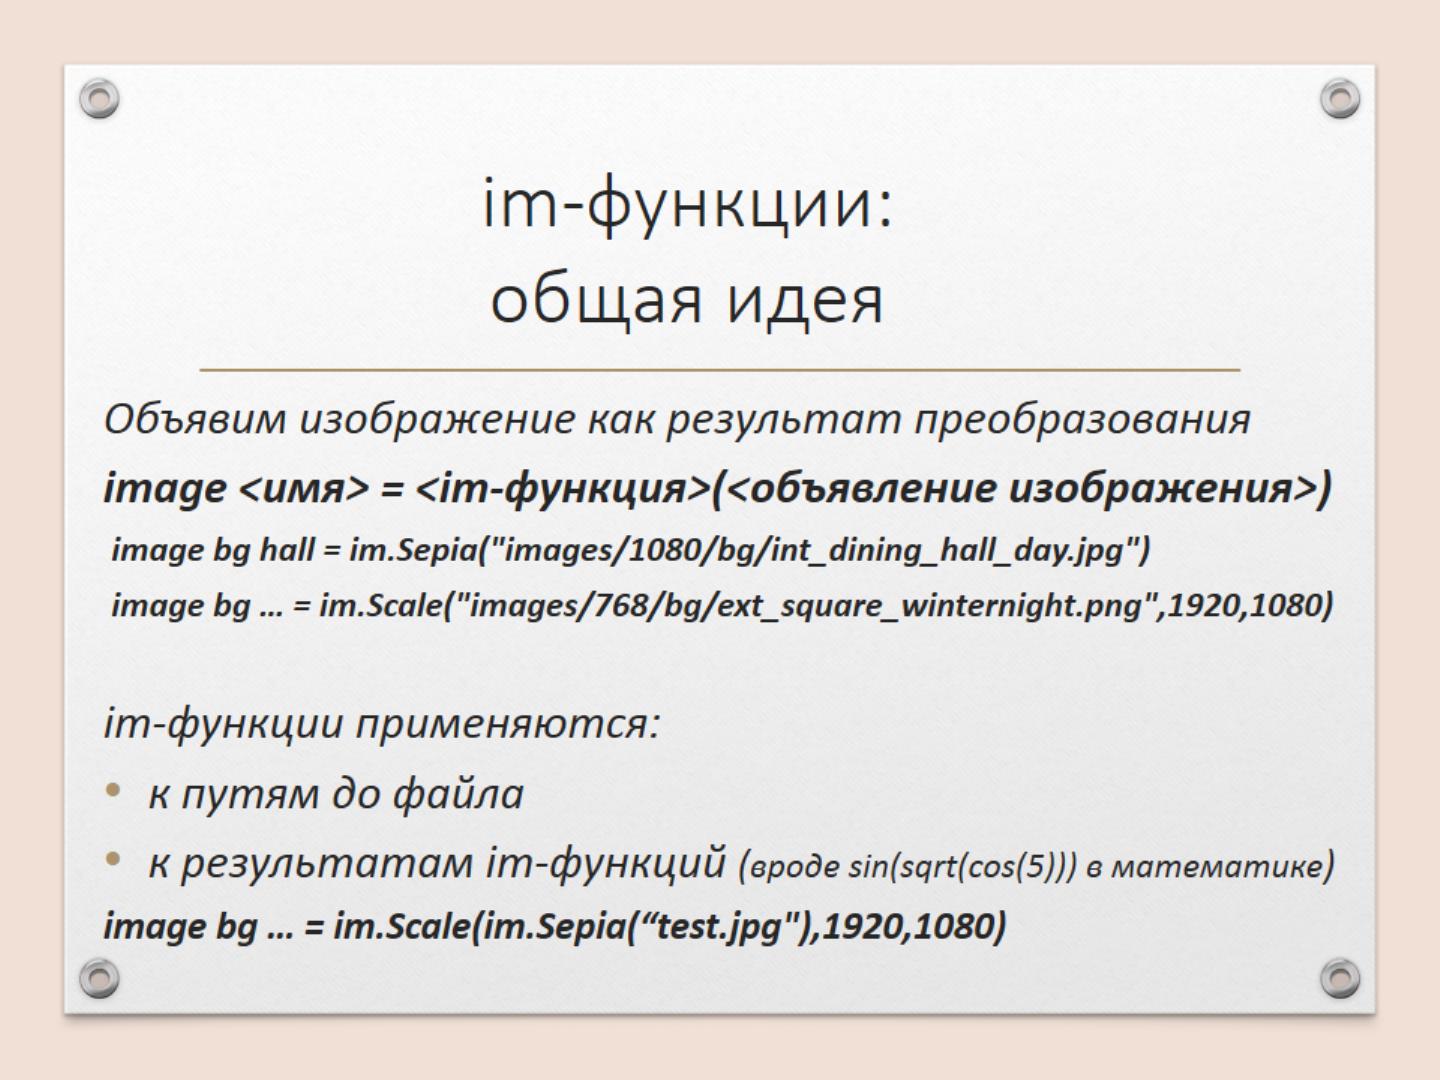 im-функции:
общая идея
Объявим изображение как результат преобразования
image <имя> = <im-функция>(<объявление изображения>)
image bg hall = im.Sepia("images/1080/bg/int_dining_hall_day.jpg")
image bg ... = im.Scale("images/768/bg/ext_square_winternight.png",1920,1080)
im-функции применяются:
• к путям до файла
• к результатам im-функций (вроде sin(sqrt(cos(5))) в математике)
image bg ... = im.Scale(im.Sepia(“test.jpg"),1920,1080)